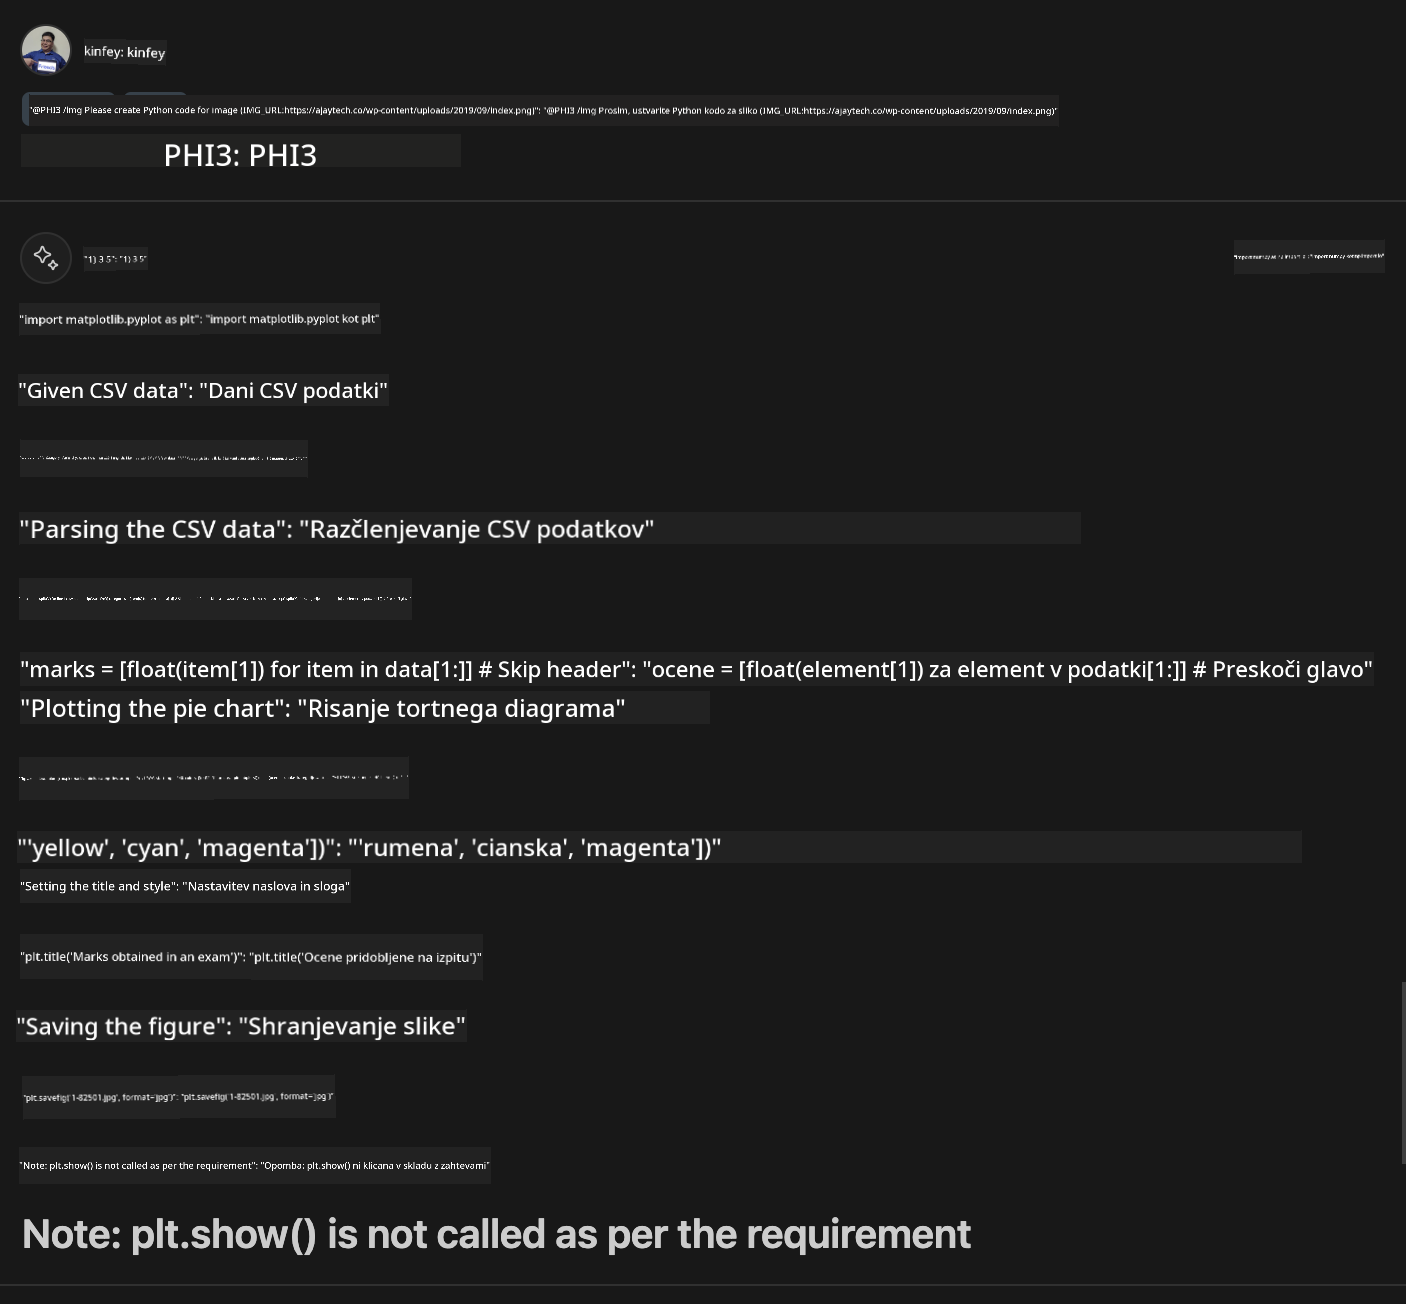 kinfey: kinfey
"@PHI3 /Img Please create Python code for image (IMG_URL:https://ajaytech.co/wp-content/uploads/2019/09/index.png)": "@PHI3 /Img Prosim, ustvarite Python kodo za sliko (IMG_URL:https://ajaytech.co/wp-content/uploads/2019/09/index.png)"
PHI3: PHI3
"1) 3 5": "1) 3 5"
"import matplotlib.pyplot as plt": "import matplotlib.pyplot kot plt"
"Given CSV data": "Dani CSV podatki"
"Parsing the CSV data": "Razčlenjevanje CSV podatkov"
"marks = [float(item[1]) for item in data[1:]] # Skip header": "ocene = [float(element[1]) za element v podatki[1:]] # Preskoči glavo"
"Plotting the pie chart": "Risanje tortnega diagrama"
"'yellow', 'cyan', 'magenta'])": "'rumena', 'cianska', 'magenta'])"
"Setting the title and style": "Nastavitev naslova in sloga"
"plt.title('Marks obtained in an exam')": "plt.title('Ocene pridobljene na izpitu')"
"Saving the figure": "Shranjevanje slike"
"plt.savefig('1-82501.jpg', format='jpg')": "plt.savefig('1-82501.jpg', format='jpg')"
"Note: plt.show() is not called as per the requirement": "Opomba: plt.show() ni klicana v skladu z zahtevami"
Note: plt.show() is not called as per the requirement